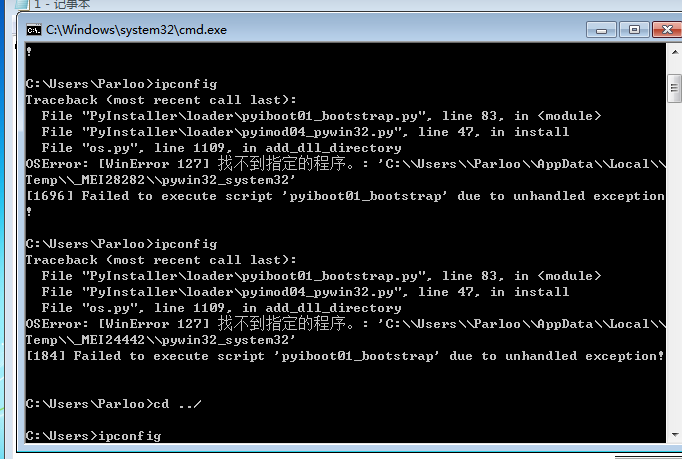 1 - 记事本
C:\Windows\system32\cmd.exe
!
C:\Users\Parloo>ipconfig
Traceback (most recent call last):
File "PyInstaller\loader\pyiboot01_bootstrap.py", line 83, in <module>
File "PyInstaller\loader\pyimod04_pywin32.py", line 47, in install
File "os.py", line 1109, in add_dll_directory
OSError: [WinError 127] 找不到指定的程序。: 'C:\\Users\\Parloo\\AppData\\Local\\
Temp\\_MEI28282\\pywin32_system32'
[1696] Failed to execute script 'pyiboot01_bootstrap' due to unhandled exception
!
C:\Users\Parloo>ipconfig
Traceback (most recent call last):
File "PyInstaller\loader\pyiboot01_bootstrap.py", line 83, in <module>
File "PyInstaller\loader\pyimod04_pywin32.py", line 47, in install
File "os.py", line 1109, in add_dll_directory
OSError: [WinError 127] 找不到指定的程序。: 'C:\\Users\\Parloo\\AppData\\Local\\
Temp\\_MEI24442\\pywin32_system32'
[184] Failed to execute script 'pyiboot01_bootstrap' due to unhandled exception!
C:\Users\Parloo>cd ../
C:\Users>ipconfig